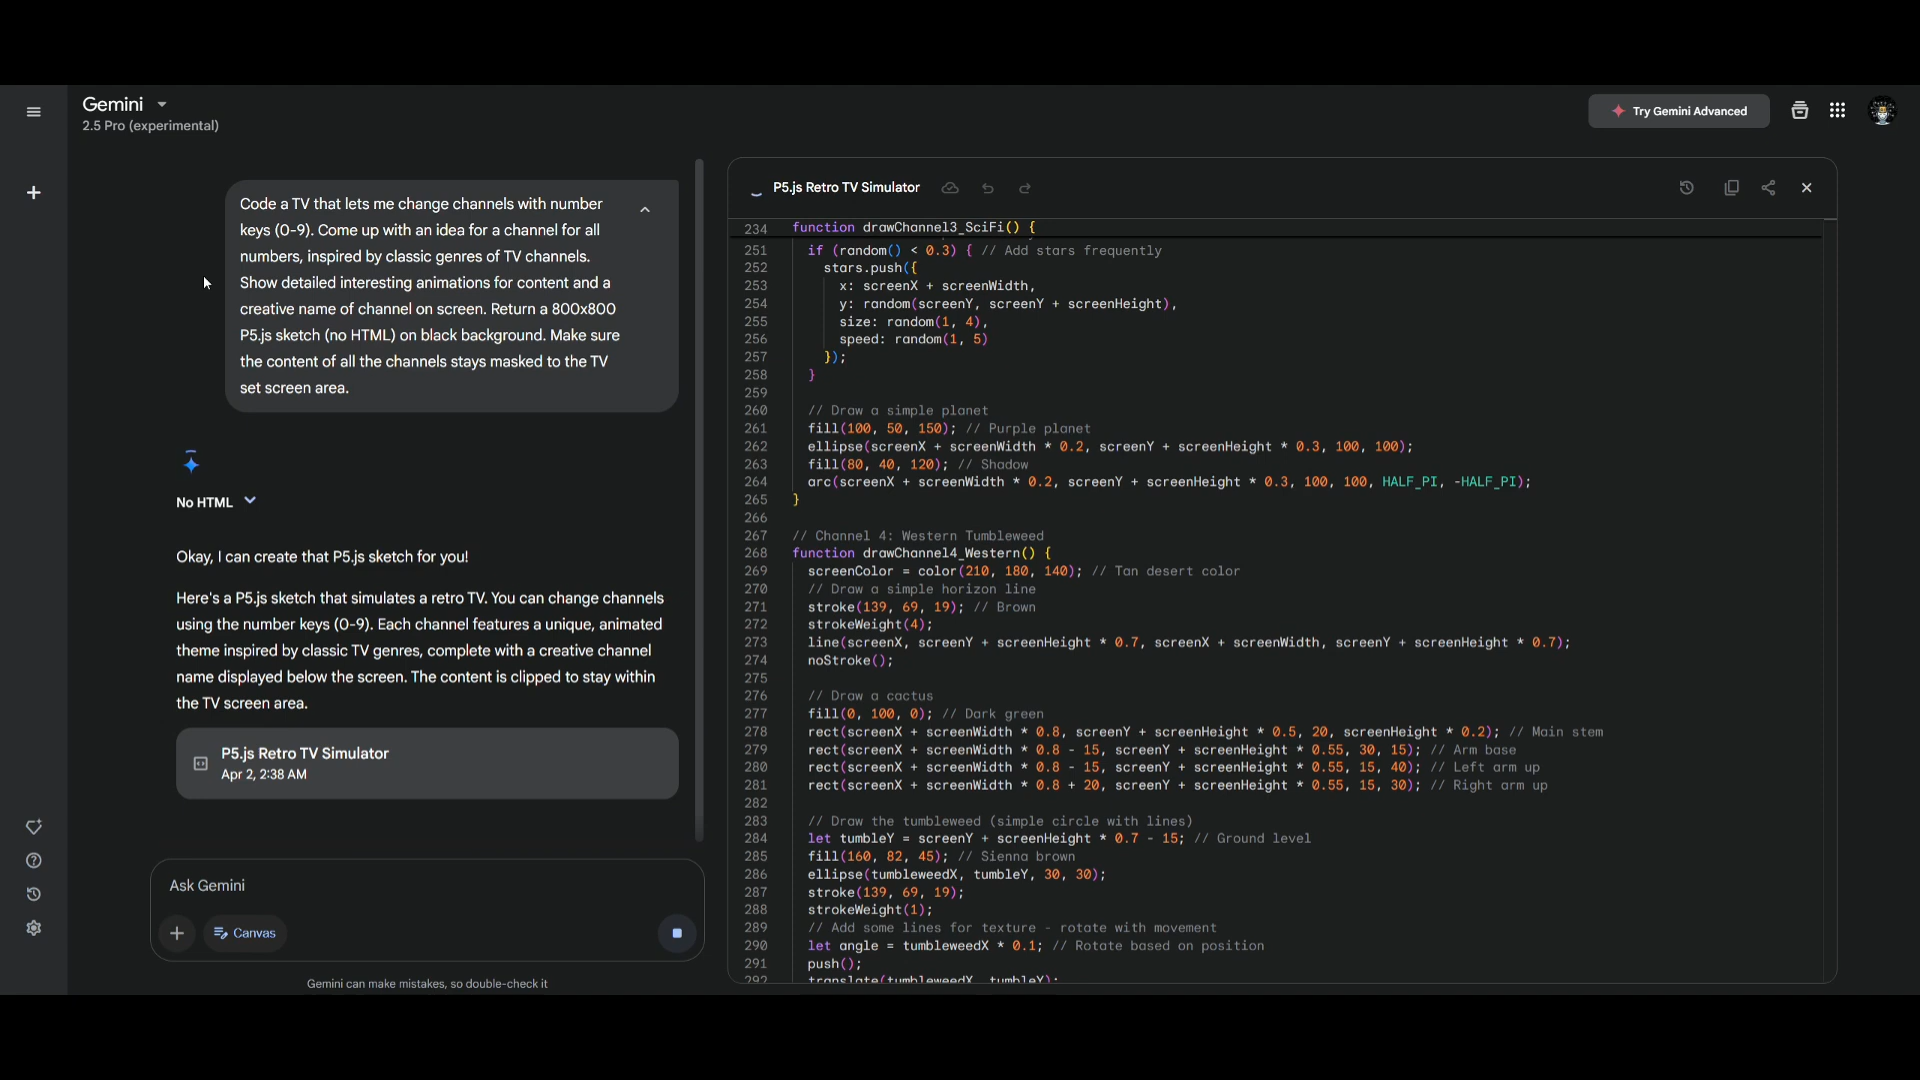 Gemini
2.5 Pro (experimental)
Try Gemini Advanced
Code a TV that lets me change channels with number
keys (0-9). Come up with an idea for a channel for all
numbers, inspired by classic genres of TV channels.
Show detailed interesting animations for content and a
creative name of channel on screen. Return a 800x800
P5.js sketch (no HTML) on black background. Make sure
the content of all the channels stays masked to the TV
set screen area.
No HTML
Okay, I can create that P5.js sketch for you!
Here's a P5.js sketch that simulates a retro TV. You can change channels
using the number keys (0-9). Each channel features a unique, animated
theme inspired by classic TV genres, complete with a creative channel
name displayed below the screen. The content is clipped to stay within
the TV screen area.
P5.js Retro TV Simulator
Apr 2, 2:38 AM
Ask Gemini
Canvas
Gemini can make mistakes, so double-check it
P5.js Retro TV Simulator
234 function drawChannel3_SciFi() {
251 if (random() < 0.3) { // Add stars frequently
252 stars.push({
253 x: screenX + screenWidth,
254 y: random(screenY, screenY + screenHeight),
255 size: random(1, 4),
256 speed: random(1, 5)
257 });
258 }
259
260 // Draw a simple planet
261 fill(100, 50, 150); // Purple planet
262 ellipse(screenX + screenWidth * 0.2, screenY + screenHeight * 0.3, 100, 100);
263 fill(80, 40, 120); // Shadow
264 arc(screenX + screenWidth * 0.2, screenY + screenHeight * 0.3, 100, 100, HALF_PI, -HALF_PI);
265 }
266
267 // Channel 4: Western Tumbleweed
268 function drawChannel4_Western() {
269 screenColor = color(210, 180, 140); // Tan desert color
270 // Draw a simple horizon line
271 stroke(139, 69, 19); // Brown
272 strokeWeight(4);
273 line(screenX, screenY + screenHeight * 0.7, screenX + screenWidth, screenY + screenHeight * 0.7);
274 noStroke();
275
276 // Draw a cactus
277 fill(0, 100, 0); // Dark green
278 rect(screenX + screenWidth * 0.8, screenY + screenHeight * 0.5, 20, screenHeight * 0.2); // Main stem
279 rect(screenX + screenWidth * 0.8 - 15, screenY + screenHeight * 0.55, 30, 15); // Arm base
280 rect(screenX + screenWidth * 0.8 - 15, screenY + screenHeight * 0.55, 15, 40); // Left arm up
281 rect(screenX + screenWidth * 0.8 + 20, screenY + screenHeight * 0.55, 15, 30); // Right arm up
282
283 // Draw the tumbleweed (simple circle with lines)
284 let tumbleY = screenY + screenHeight * 0.7 - 15; // Ground level
285 fill(160, 82, 45); // Sienna brown
286 ellipse(tumbleweedX, tumbleY, 30, 30);
287 stroke(139, 69, 19);
288 strokeWeight(1);
289 // Add some lines for texture - rotate with movement
290 let angle = tumbleweedX * 0.1; // Rotate based on position
291 push();
292 translate(tumbleweedX, tumbleY);